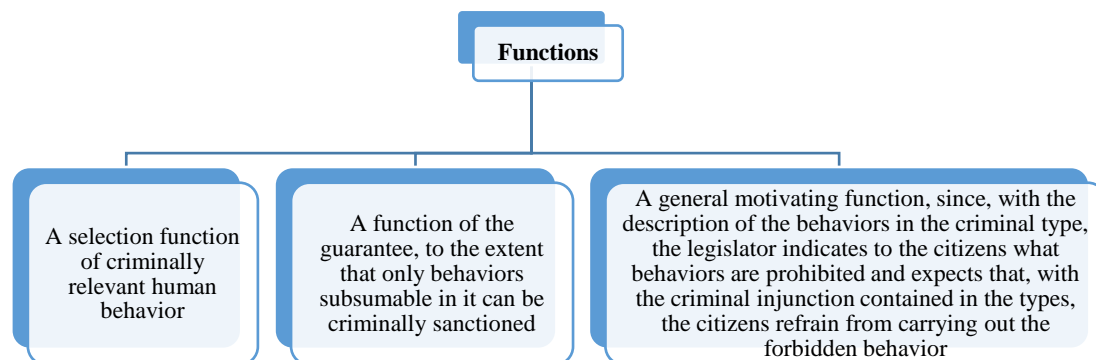 Functions
A selection function
of criminally
relevant human
behavior
A function of the
guarantee, to the extent
that only behaviors
subsumable in it can be
criminally sanctioned
A general motivating function, since, with the
description of the behaviors in the criminal type,
the legislator indicates to the citizens what
behaviors are prohibited and expects that, with
the criminal injunction contained in the types,
the citizens refrain from carrying out the
forbidden behavior